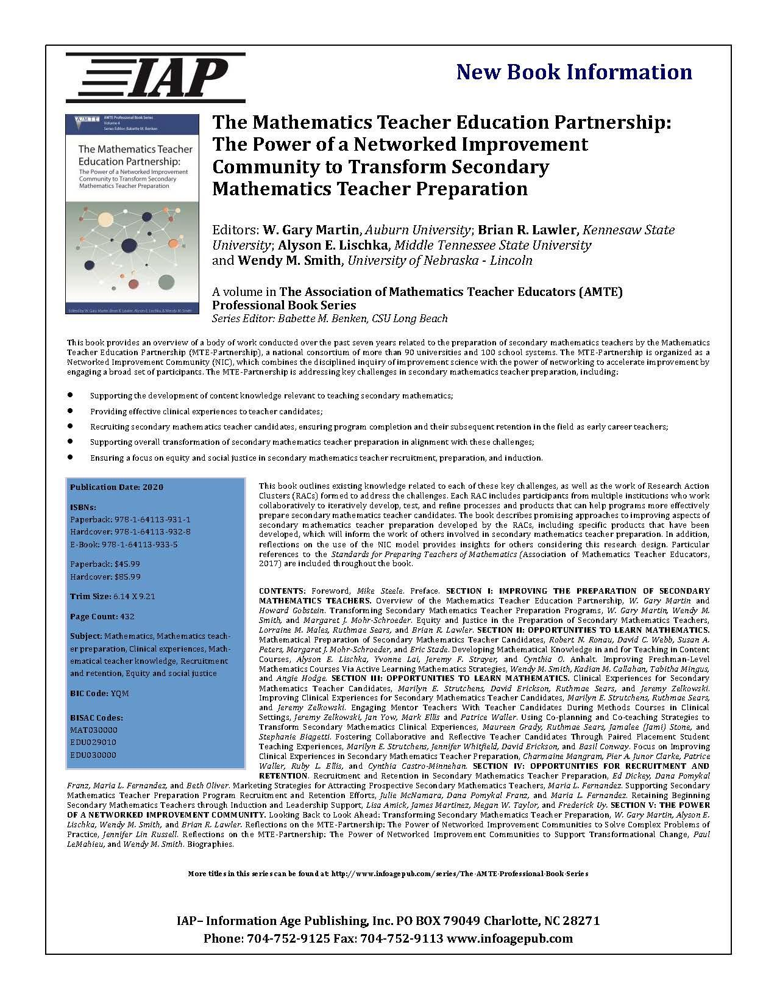 IAP
New Book Information
AMTE
AMTE Professional Book Series
Volume 4
Series Editor: Babette M. Benken
The Mathematics Teacher
Education Partnership:
The Power of a Networked Improvement
Community to Transform Secondary
Mathematics Teacher Preparation
Edited by W. Gary Martin, Brian R. Lawler, Alyson E. Lischka, & Wendy M. Smith
The Mathematics Teacher Education Partnership:
The Power of a Networked Improvement
Community to Transform Secondary
Mathematics Teacher Preparation
Editors: W. Gary Martin, Auburn University; Brian R. Lawler, Kennesaw State
University; Alyson E. Lischka, Middle Tennessee State University
and Wendy M. Smith, University of Nebraska - Lincoln
A volume in The Association of Mathematics Teacher Educators (AMTE)
Professional Book Series
Series Editor: Babette M. Benken, CSU Long Beach
This book provides an overview of a body of work conducted over the past seven years related to the preparation of secondary mathematics teachers by the Mathematics
Teacher Education Partnership (MTE-Partnership), a national consortium of more than 90 universities and 100 school systems. The MTE-Partnership is organized as a
Networked Improvement Community (NIC), which combines the disciplined inquiry of improvement science with the power of networking to accelerate improvement by
engaging a broad set of participants. The MTE-Partnership is addressing key challenges in secondary mathematics teacher preparation, including:
● Supporting the development of content knowledge relevant to teaching secondary mathematics;
● Providing effective clinical experiences to teacher candidates;
● Recruiting secondary mathematics teacher candidates, ensuring program completion and their subsequent retention in the field as early career teachers;
● Supporting overall transformation of secondary mathematics teacher preparation in alignment with these challenges;
● Ensuring a focus on equity and social justice in secondary mathematics teacher recruitment, preparation, and induction.
Publication Date: 2020
ISBNs:
Paperback: 978-1-64113-931-1
Hardcover: 978-1-64113-932-8
E-Book: 978-1-64113-933-5
Paperback: $45.99
Hardcover: $85.99
Trim Size: 6.14 X 9.21
Page Count: 432
Subject: Mathematics, Mathematics teach-
er preparation, Clinical experiences, Math-
ematical teacher knowledge, Recruitment
and retention, Equity and social justice
BIC Code: YQM
BISAC Codes:
MAT030000
EDU029010
EDU030000
This book outlines existing knowledge related to each of these key challenges, as well as the work of Research Action
Clusters (RACs) formed to address the challenges. Each RAC includes participants from multiple institutions who work
collaboratively to iteratively develop, test, and refine processes and products that can help programs more effectively
prepare secondary mathematics teacher candidates. The book describes promising approaches to improving aspects of
secondary mathematics teacher preparation developed by the RACs, including specific products that have been
developed, which will inform the work of others involved in secondary mathematics teacher preparation. In addition,
reflections on the use of the NIC model provides insights for others considering this research design. Particular
references to the Standards for Preparing Teachers of Mathematics (Association of Mathematics Teacher Educators,
2017) are included throughout the book.
CONTENTS: Foreword, Mike Steele. Preface. SECTION I: IMPROVING THE PREPARATION OF SECONDARY
MATHEMATICS TEACHERS. Overview of the Mathematics Teacher Education Partnership, W. Gary Martin and
Howard Gobstein. Transforming Secondary Mathematics Teacher Preparation Programs, W. Gary Martin, Wendy M.
Smith, and Margaret J. Mohr-Schroeder. Equity and Justice in the Preparation of Secondary Mathematics Teachers,
Lorraine M. Males, Ruthmae Sears, and Brian R. Lawler. SECTION II: OPPORTUNITIES TO LEARN MATHEMATICS.
Mathematical Preparation of Secondary Mathematics Teacher Candidates, Robert N. Ronau, David C. Webb, Susan A.
Peters, Margaret J. Mohr-Schroeder, and Eric Stade. Developing Mathematical Knowledge in and for Teaching in Content
Courses, Alyson E. Lischka, Yvonne Lai, Jeremy F. Strayer, and Cynthia O. Anhalt. Improving Freshman-Level
Mathematics Courses Via Active Learning Mathematics Strategies, Wendy M. Smith, Kadian M. Callahan, Tabitha Mingus,
and Angie Hodge. SECTION III: OPPORTUNITIES TO LEARN MATHEMATICS. Clinical Experiences for Secondary
Mathematics Teacher Candidates, Marilyn E. Strutchens, David Erickson, Ruthmae Sears, and Jeremy Zelkowski.
Improving Clinical Experiences for Secondary Mathematics Teacher Candidates, Marilyn E. Strutchens, Ruthmae Sears,
and Jeremy Zelkowski. Engaging Mentor Teachers With Teacher Candidates During Methods Courses in Clinical
Settings, Jeremy Zelkowski, Jan Yow, Mark Ellis and Patrice Waller. Using Co-planning and Co-teaching Strategies to
Transform Secondary Mathematics Clinical Experiences, Maureen Grady, Ruthmae Sears, Jamalee (Jami) Stone, and
Stephanie Biagetti. Fostering Collaborative and Reflective Teacher Candidates Through Paired Placement Student
Teaching Experiences, Marilyn E. Strutchens, Jennifer Whitfield, David Erickson, and Basil Conway. Focus on Improving
Clinical Experiences in Secondary Mathematics Teacher Preparation, Charmaine Mangram, Pier A. Junor Clarke, Patrice
Waller, Ruby L. Ellis, and Cynthia Castro-Minnehan. SECTION IV: OPPORTUNITIES FOR RECRUITMENT AND
RETENTION. Recruitment and Retention in Secondary Mathematics Teacher Preparation, Ed Dickey, Dana Pomykal
Franz, Maria L. Fernandez, and Beth Oliver. Marketing Strategies for Attracting Prospective Secondary Mathematics Teachers, Maria L. Fernandez. Supporting Secondary
Mathematics Teacher Preparation Program Recruitment and Retention Efforts, Julie McNamara, Dana Pomykal Franz, and Maria L. Fernandez. Retaining Beginning
Secondary Mathematics Teachers through Induction and Leadership Support, Lisa Amick, James Martinez, Megan W. Taylor, and Frederick Uy. SECTION V: THE POWER
OF A NETWORKED IMPROVEMENT COMMUNITY. Looking Back to Look Ahead: Transforming Secondary Mathematics Teacher Preparation, W. Gary Martin, Alyson E.
Lischka, Wendy M. Smith, and Brian R. Lawler. Reflections on the MTE-Partnership: The Power of Networked Improvement Communities to Solve Complex Problems of
Practice, Jennifer Lin Russell. Reflections on the MTE-Partnership: The Power of Networked Improvement Communities to Support Transformational Change, Paul
LeMahieu, and Wendy M. Smith. Biographies.
More titles in this series can be found at: http://www.infoagepub.com/series/The-AMTE-Professional-Book-Series
IAP– Information Age Publishing, Inc. PO BOX 79049 Charlotte, NC 28271
Phone: 704-752-9125 Fax: 704-752-9113 www.infoagepub.com